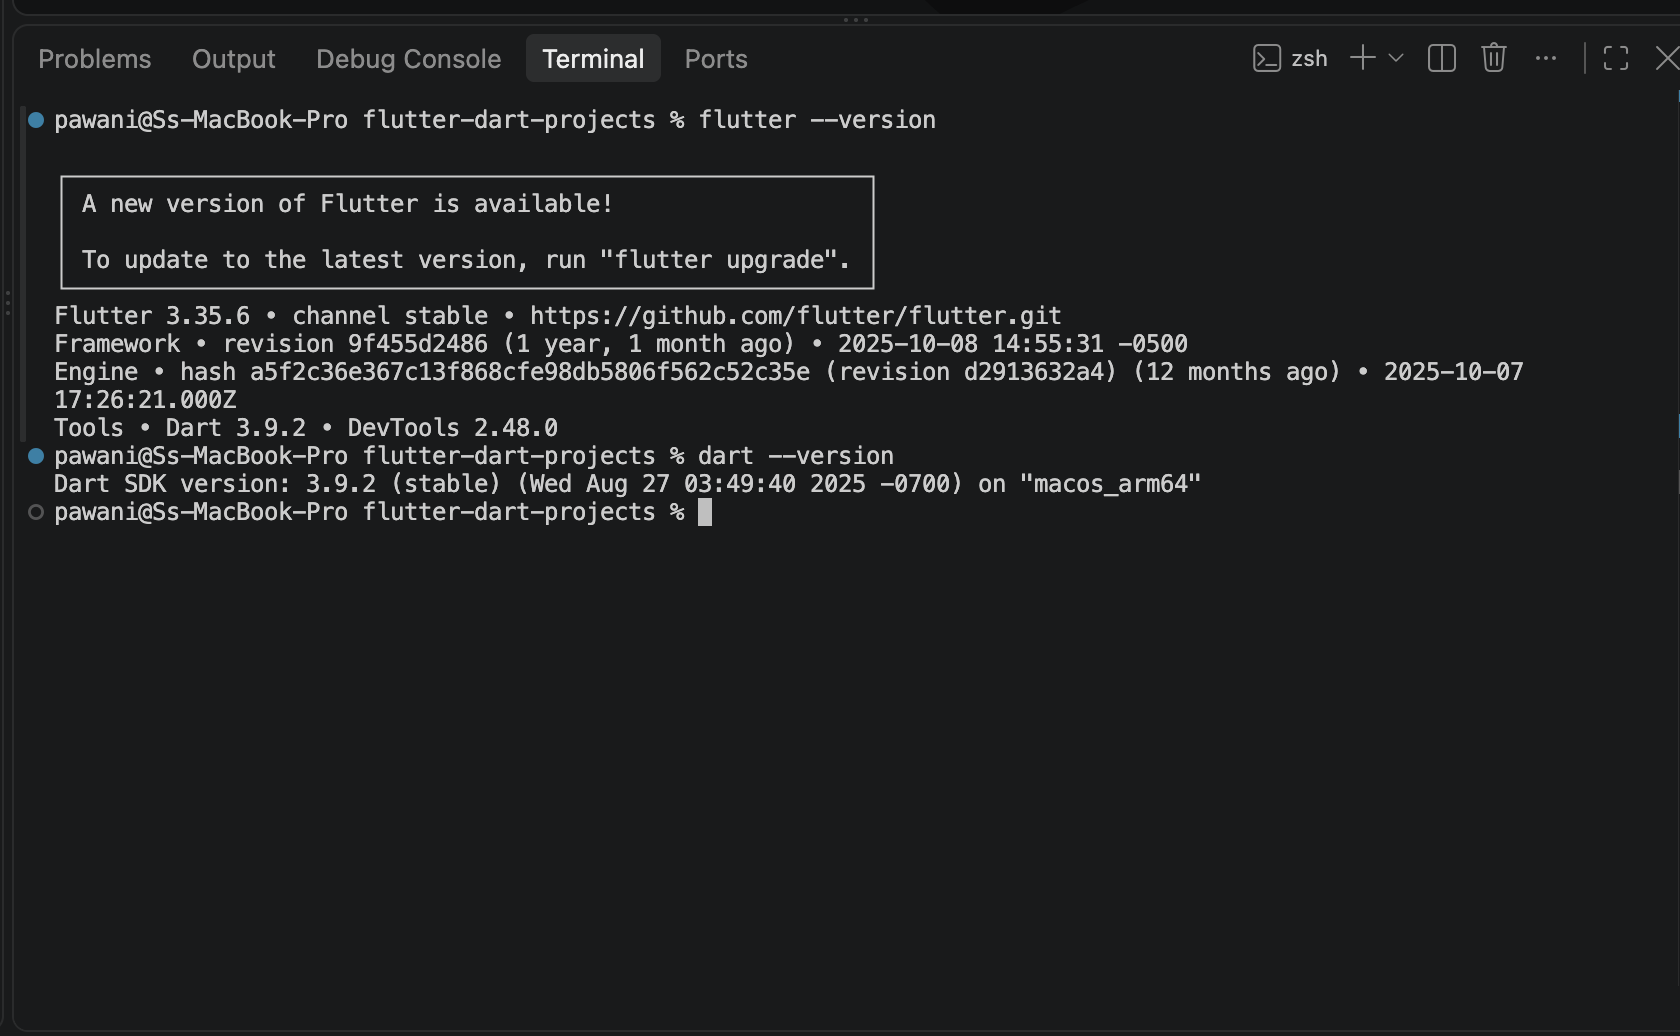 Problems Output Debug Console Terminal Ports zsh
pawani@Ss-MacBook-Pro flutter-dart-projects % flutter --version
A new version of Flutter is available!
To update to the latest version, run "flutter upgrade".
Flutter 3.35.6 • channel stable • https://github.com/flutter/flutter.git
Framework • revision 9f455d2486 (1 year, 1 month ago) • 2025-10-08 14:55:31 -0500
Engine • hash a5f2c36e367c13f868cfe98db5806f562c52c35e (revision d2913632a4) (12 months ago) • 2025-10-07
17:26:21.000Z
Tools • Dart 3.9.2 • DevTools 2.48.0
pawani@Ss-MacBook-Pro flutter-dart-projects % dart --version
Dart SDK version: 3.9.2 (stable) (Wed Aug 27 03:49:40 2025 -0700) on "macos_arm64"
pawani@Ss-MacBook-Pro flutter-dart-projects %